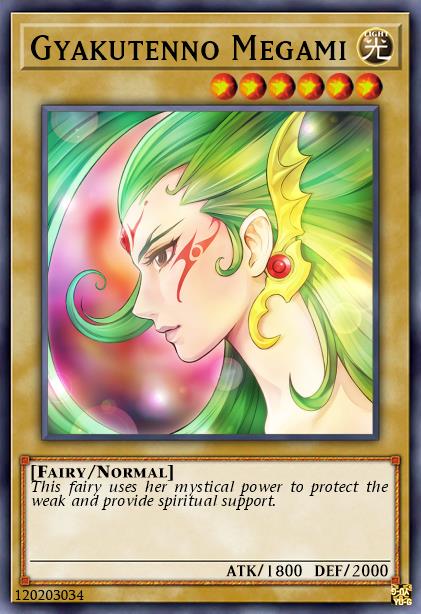 GYAKUTENNO MEGAMI
LIGHT
光
[FAIRY/NORMAL]
This fairy uses her mystical power to protect the
weak and provide spiritual support.
ATK/1800 DEF/2000
120203034